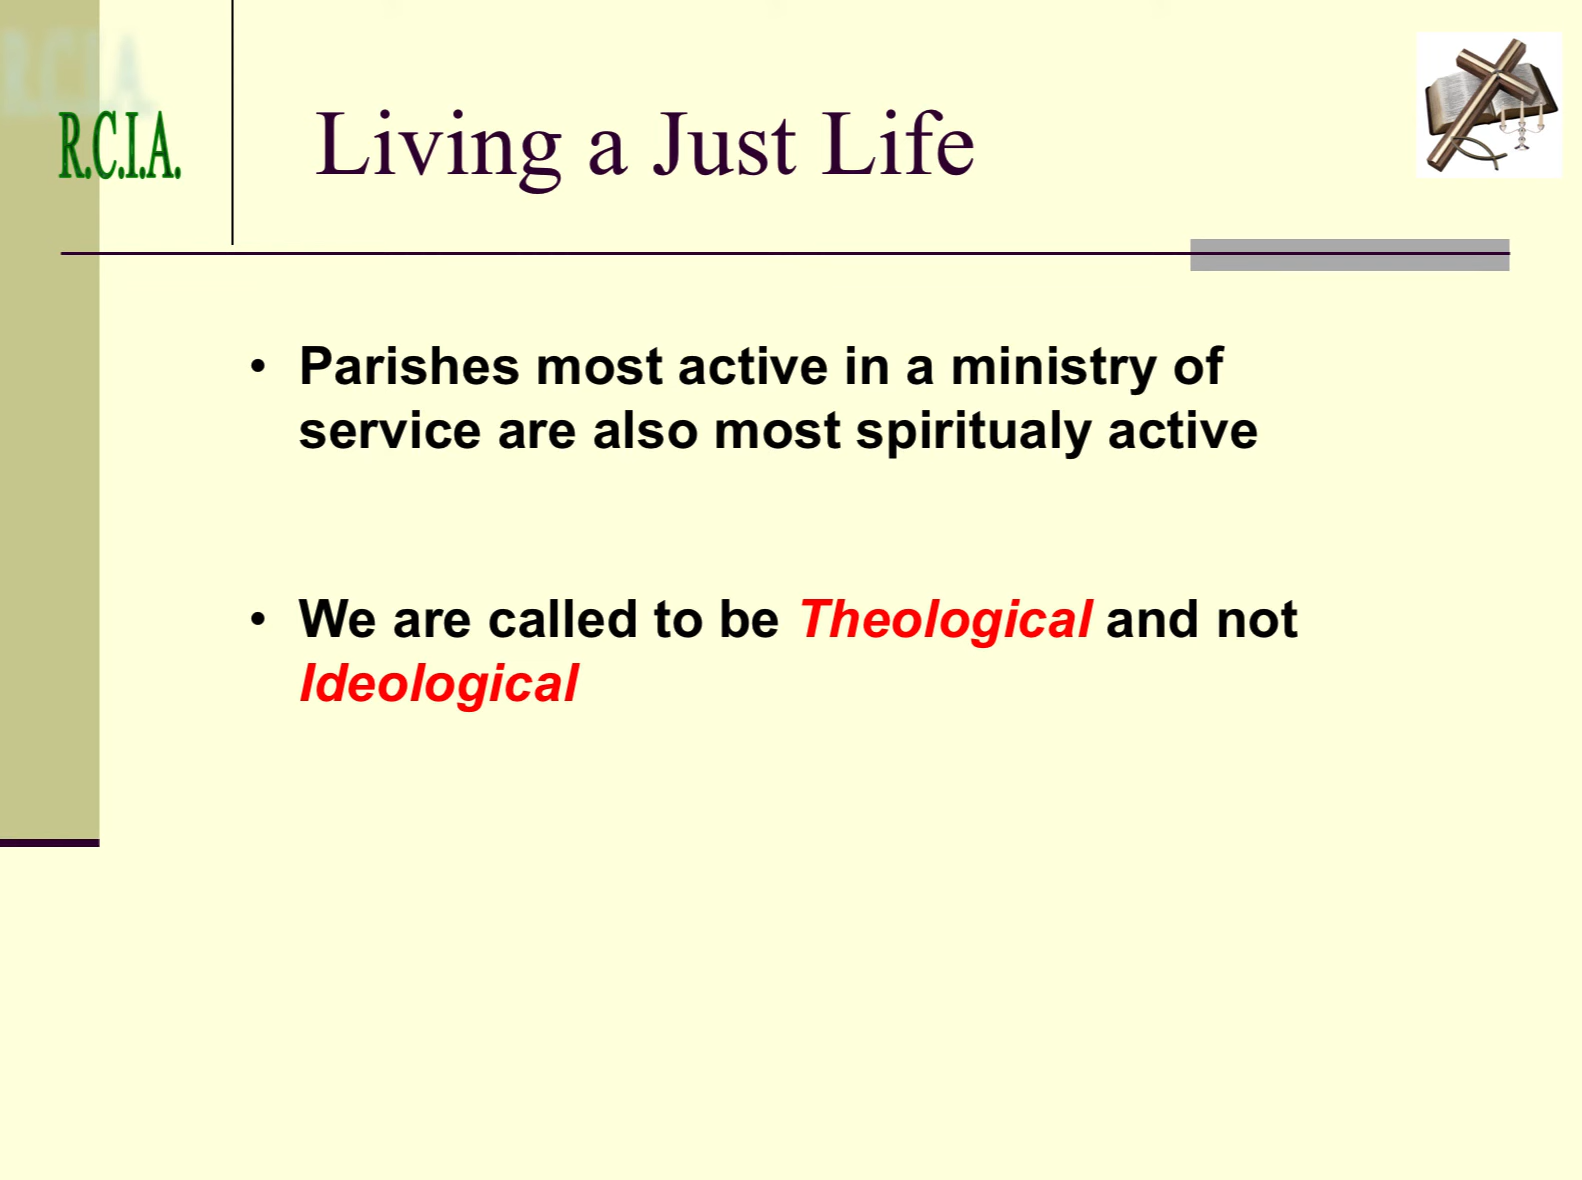 R.C.I.A.
Living a Just Life
• Parishes most active in a ministry of
service are also most spiritualy active
• We are called to be Theological and not
Ideological